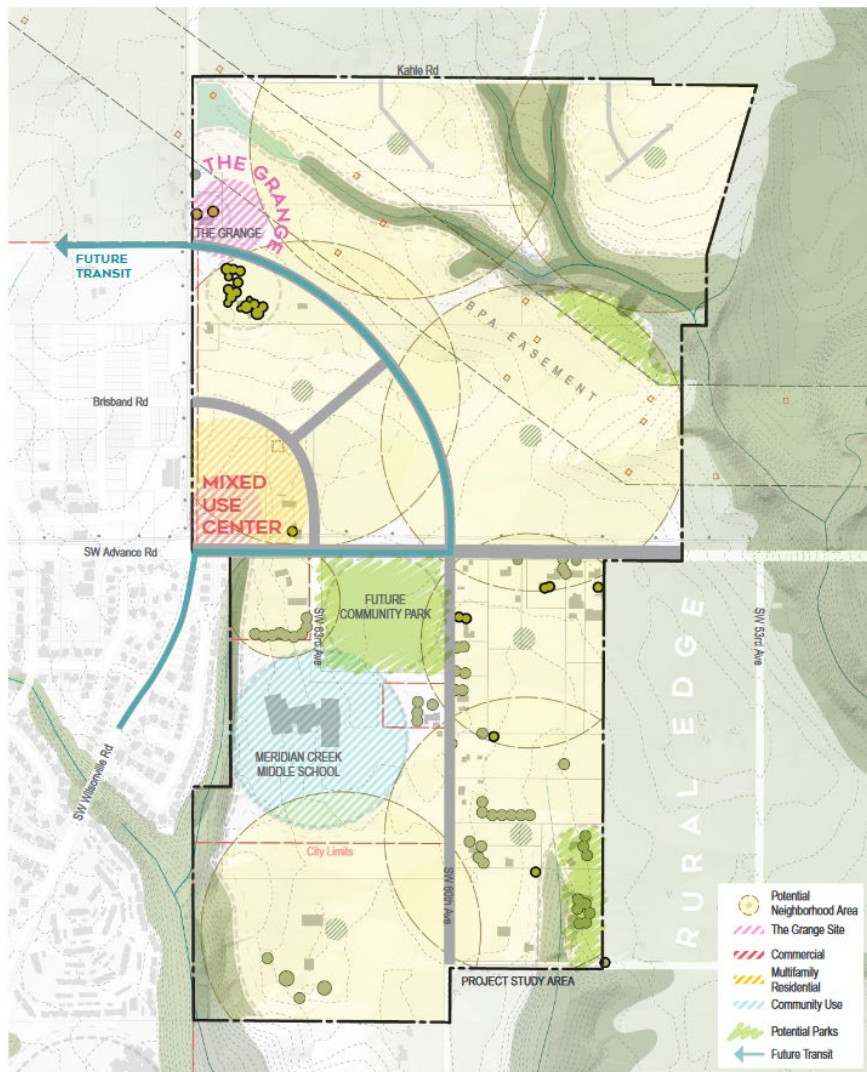 Kahle Rd
THE GRANGE
THE GRANGE
FUTURE
TRANSIT
BPA EASEMENT
Brisband Rd
MIXED
USE
CENTER
SW Advance Rd
SW 63rd Ave
FUTURE
COMMUNITY PARK
SW 53rd Ave
RURAL EDGE
MERIDIAN CREEK
MIDDLE SCHOOL
SW Wilsonville Rd
City Limits
SW 60th Ave
PROJECT STUDY AREA
Potential
Neighborhood Area
The Grange Site
Commercial
Multifamily
Residential
Community Use
Potential Parks
Future Transit